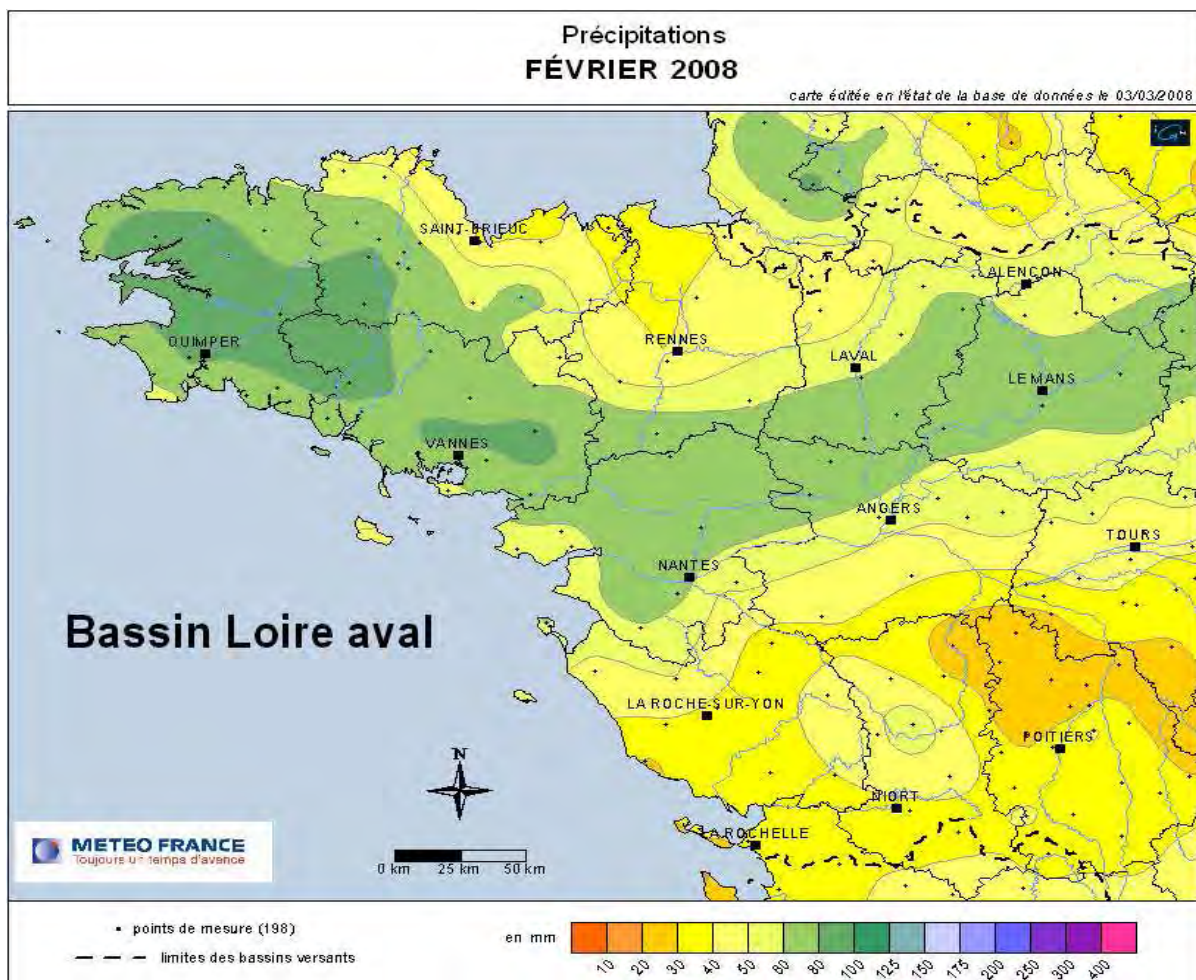 Précipitations
FÉVRIER 2008
carte éditée en l'état de la base de données le 03/03/2008
SAINT-BRIEUC
ALENCON
QUIMPER
RENNES
LAVAL
LE MANS
VANNES
ANGERS
TOURS
NANTES
Bassin Loire aval
LA ROCHE-SUR-YON
POITIERS
N
NIORT
LA ROCHELLE
METEO FRANCE
Toujours un temps d'avance
0 km 25 km 50 km
points de mesure (198)
limites des bassins versants
en mm
10 20 30 40 50 60 80 100 125 150 175 200 250 300 400